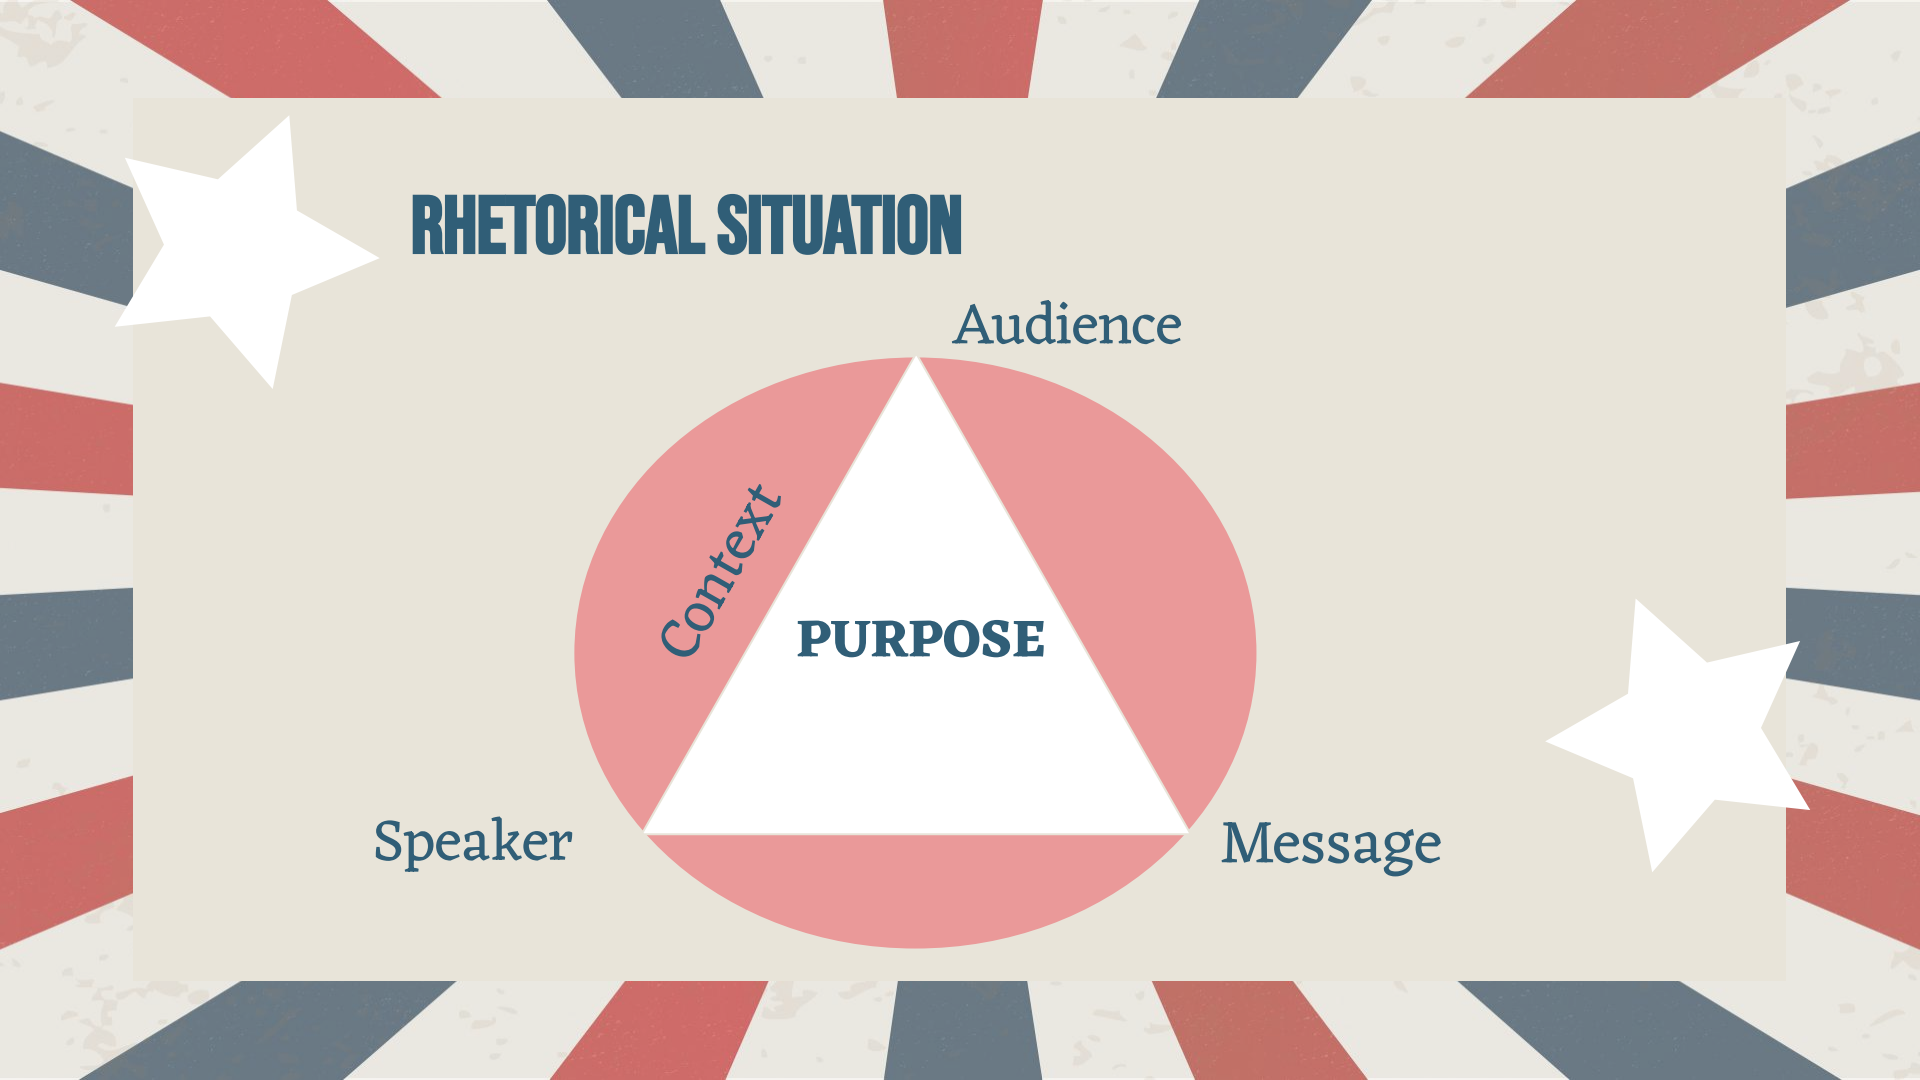 RHETORICAL SITUATION
Audience
Context
PURPOSE
Speaker
Message